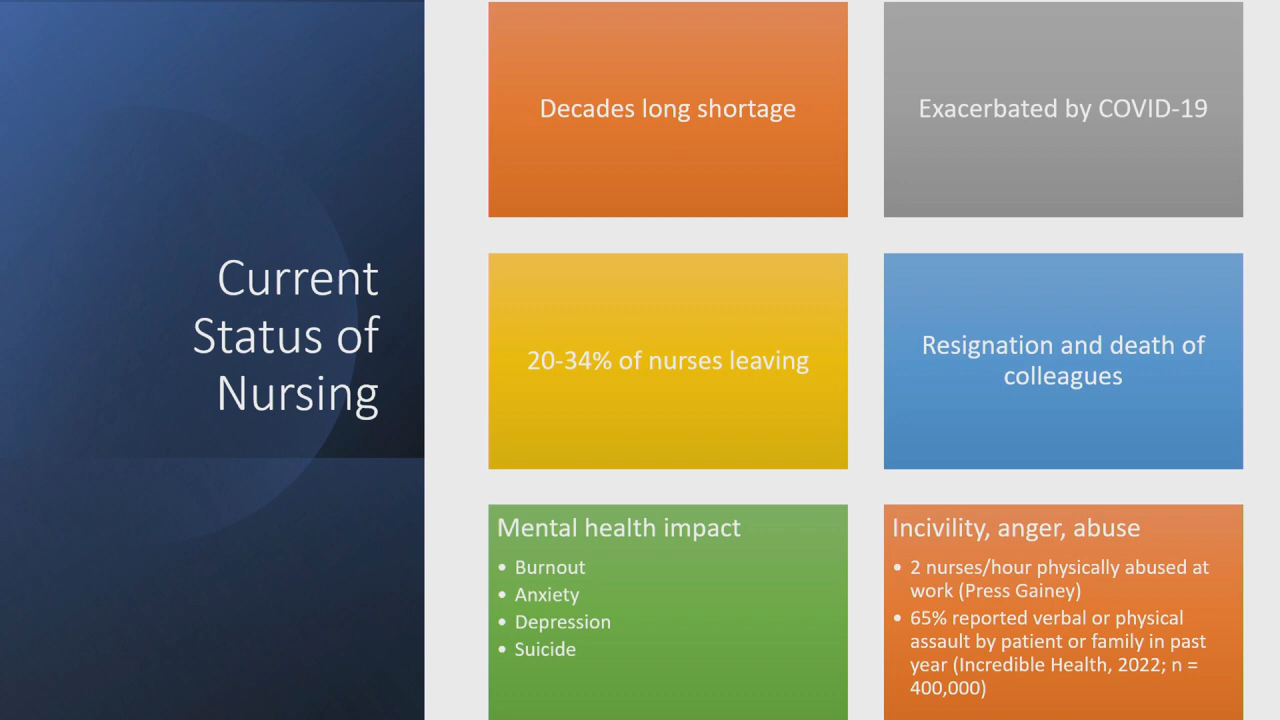 Current
Status of
Nursing
Decades long shortage
Exacerbated by COVID-19
20-34% of nurses leaving
Resignation and death of
colleagues
Mental health impact
• Burnout
• Anxiety
• Depression
• Suicide
Incivility, anger, abuse
• 2 nurses/hour physically abused at
work (Press Gainey)
• 65% reported verbal or physical
assault by patient or family in past
year (Incredible Health, 2022; n =
400,000)